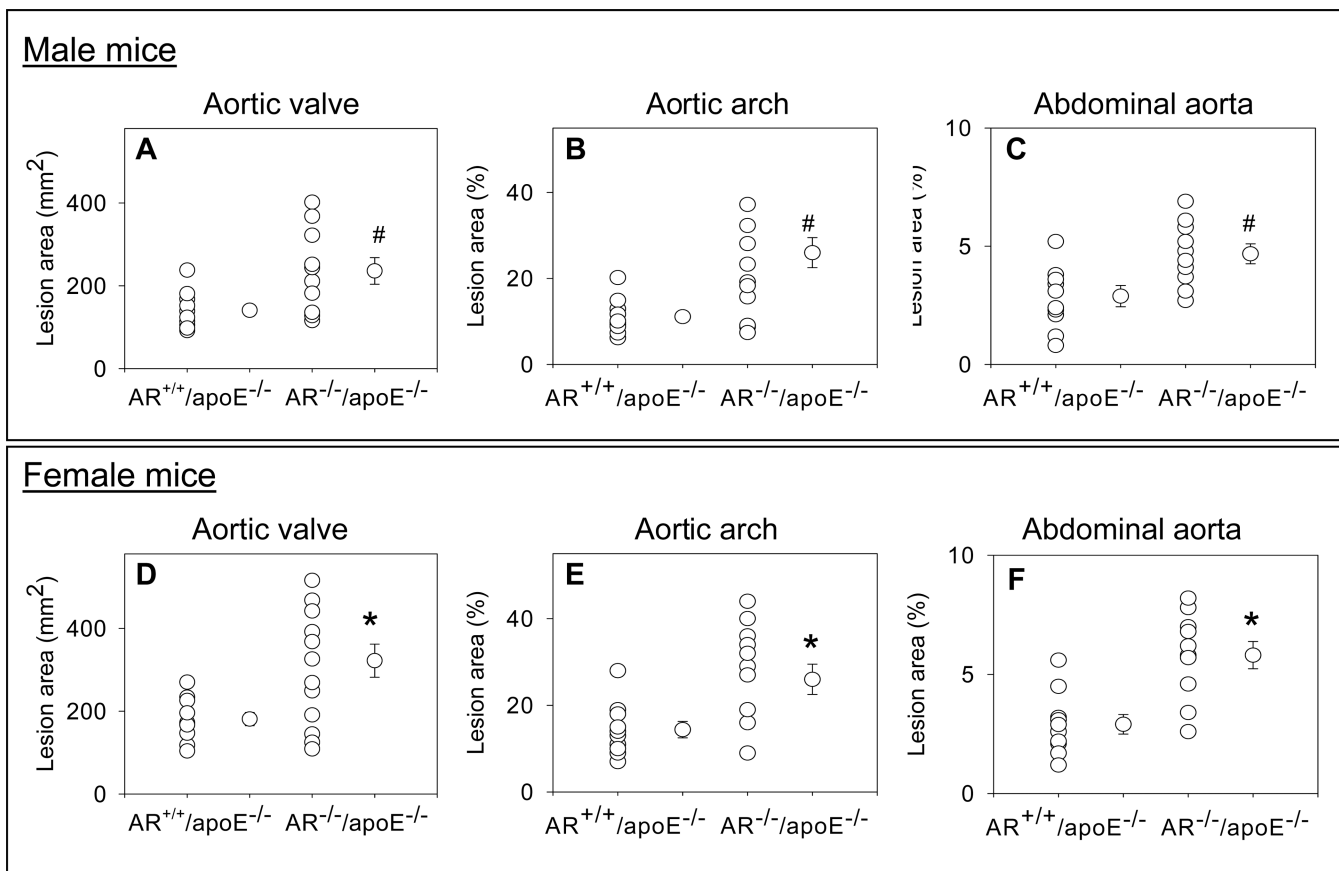 Male mice
Aortic valve
A
Lesion area (mm2)
400
200
0
AR+/+/apoE-/- AR-/-/apoE-/-
#
Aortic arch
B
Lesion area (%)
40
20
0
AR+/+/apoE-/- AR-/-/apoE-/-
#
Abdominal aorta
C
Lesion area (%)
10
5
0
AR+/+/apoE-/- AR-/-/apoE-/-
#
Female mice
Aortic valve
D
Lesion area (mm2)
400
200
0
AR+/+/apoE-/- AR-/-/apoE-/-
*
Aortic arch
E
Lesion area (%)
40
20
0
AR+/+/apoE-/- AR-/-/apoE-/-
*
Abdominal aorta
F
Lesion area (%)
10
5
0
AR+/+/apoE-/- AR-/-/apoE-/-
*